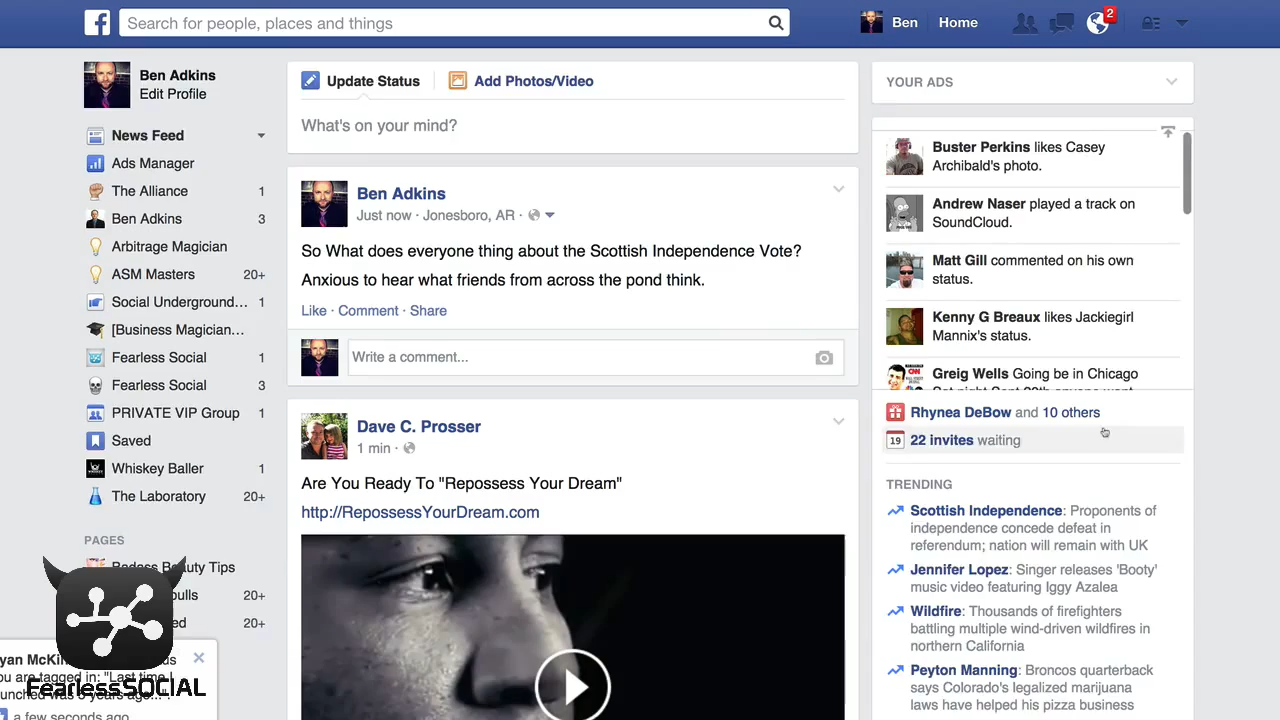 Search for people, places and things
Ben
Home
2
Ben Adkins
Edit Profile
News Feed
Ads Manager
The Alliance 1
Ben Adkins 3
Arbitrage Magician
ASM Masters 20+
Social Underground... 1
[Business Magician...
Fearless Social 1
Fearless Social 3
PRIVATE VIP Group 1
Saved
Whiskey Baller 1
The Laboratory 20+
PAGES
Badass Beauty Tips
20+
20+
FearlessSOCIAL
a few seconds ago
Update Status
Add Photos/Video
What's on your mind?
Ben Adkins
Just now · Jonesboro, AR ·
So What does everyone thing about the Scottish Independence Vote?
Anxious to hear what friends from across the pond think.
Like · Comment · Share
Write a comment...
Dave C. Prosser
1 min ·
Are You Ready To "Repossess Your Dream"
http://RepossessYourDream.com
YOUR ADS
Buster Perkins likes Casey
Archibald's photo.
Andrew Naser played a track on
SoundCloud.
Matt Gill commented on his own
status.
Kenny G Breaux likes Jackiegirl
Mannix's status.
Greig Wells Going be in Chicago
Rhynea DeBow and 10 others
19
22 invites waiting
TRENDING
Scottish Independence: Proponents of
independence concede defeat in
referendum; nation will remain with UK
Jennifer Lopez: Singer releases 'Booty'
music video featuring Iggy Azalea
Wildfire: Thousands of firefighters
battling multiple wind-driven wildfires in
northern California
Peyton Manning: Broncos quarterback
says Colorado's legalized marijuana
laws have helped his pizza business